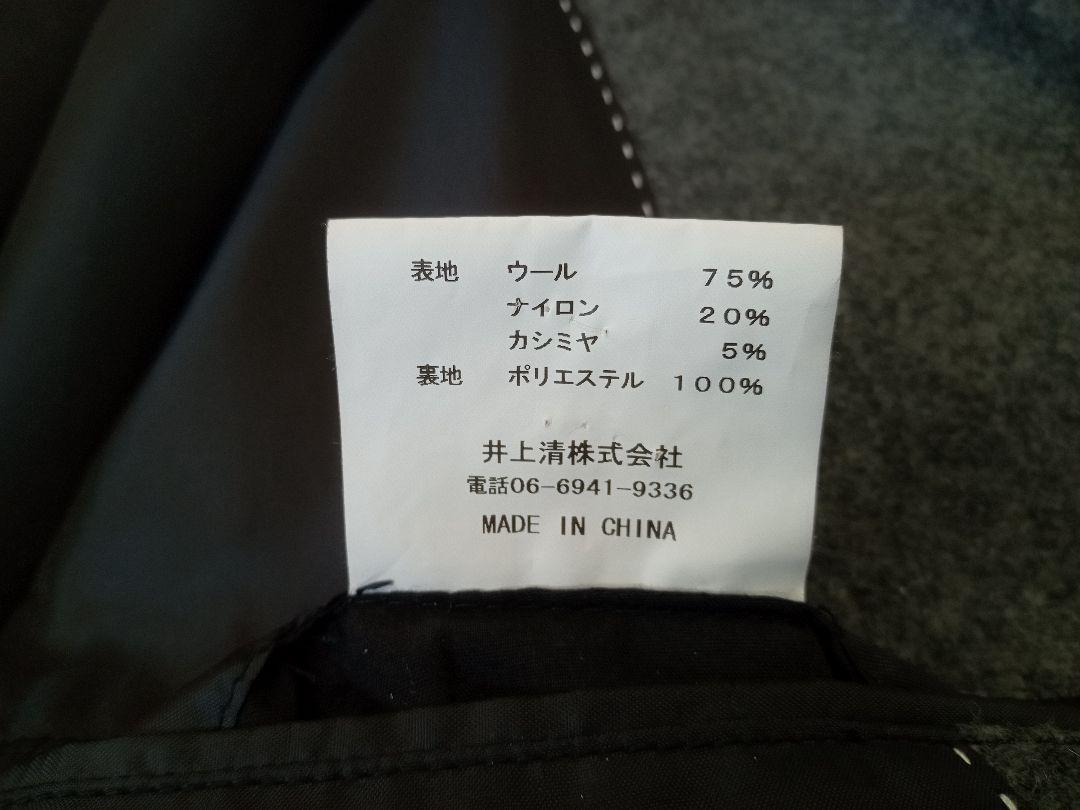 表地 ウール 75%
ナイロン 20%
カシミヤ 5%
裏地 ポリエステル 100%
井上清株式会社
電話06-6941-9336
MADE IN CHINA